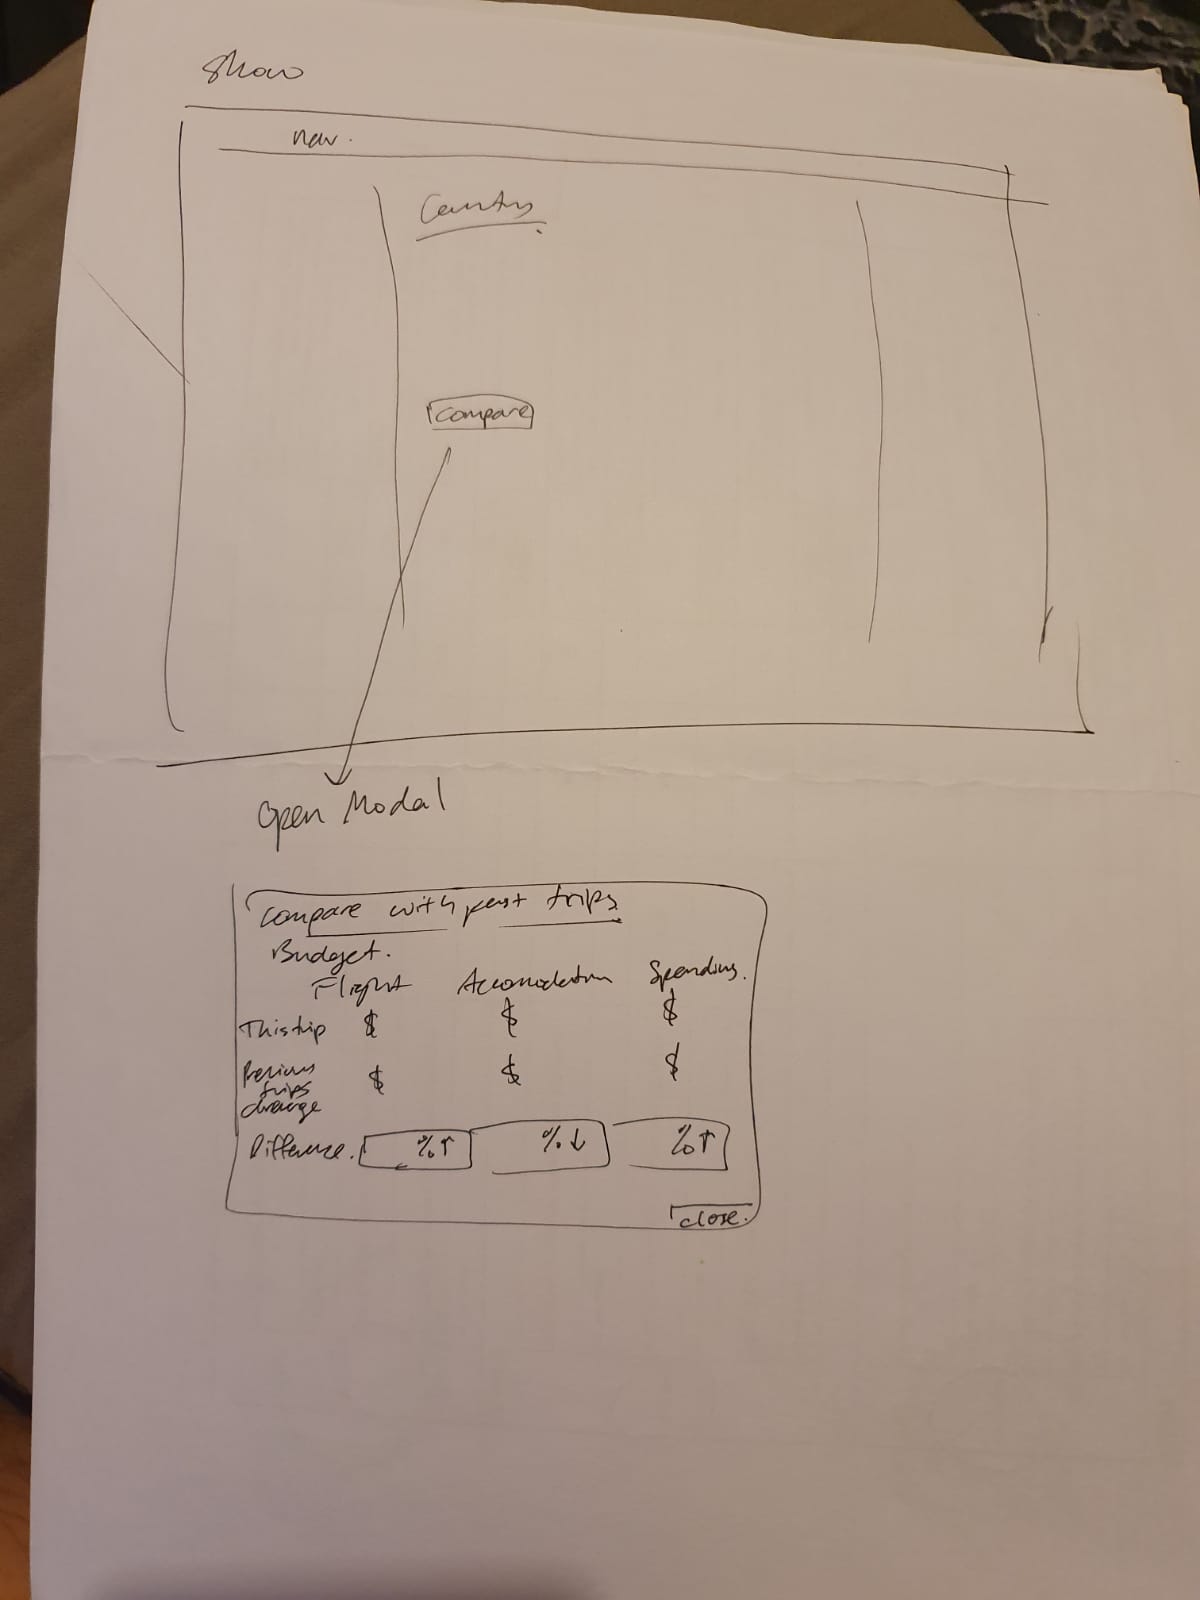 Show
nav.
Country
Compare
Open Modal
Compare with past trips
Budget.
Flight Accomodation Spending.
This trip $ $ $
Previous trips average $ $ $
Difference. %↑ %↓ %↑
close.